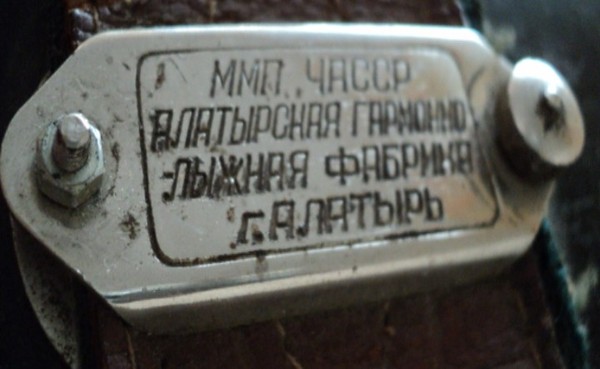 ММП ЧАССР
АЛАТЫРСКАЯ ГАРМОННО
-ЛЫЖНАЯ ФАБРИКА
г. АЛАТЫРЬ